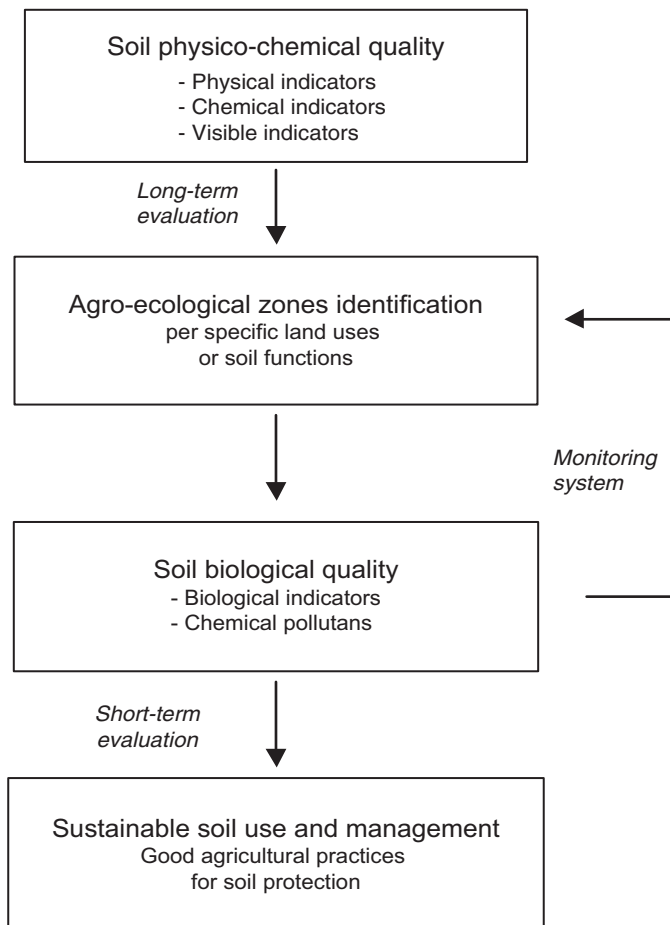 Soil physico-chemical quality
- Physical indicators
- Chemical indicators
- Visible indicators
Long-term
evaluation
Agro-ecological zones identification
per specific land uses
or soil functions
Monitoring
system
Soil biological quality
- Biological indicators
- Chemical pollutans
Short-term
evaluation
Sustainable soil use and management
Good agricultural practices
for soil protection